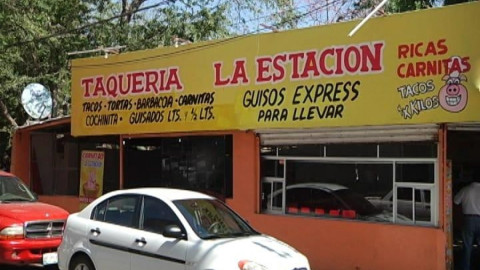 TAQUERIA LA ESTACION
TACOS·TORTAS·BARBACOA·CARNITAS
COCHINITA· GUISADOS LTS. Y ½ LTS.
GUISOS EXPRESS
PARA LLEVAR
RICAS
CARNITAS
TACOS
KILOS